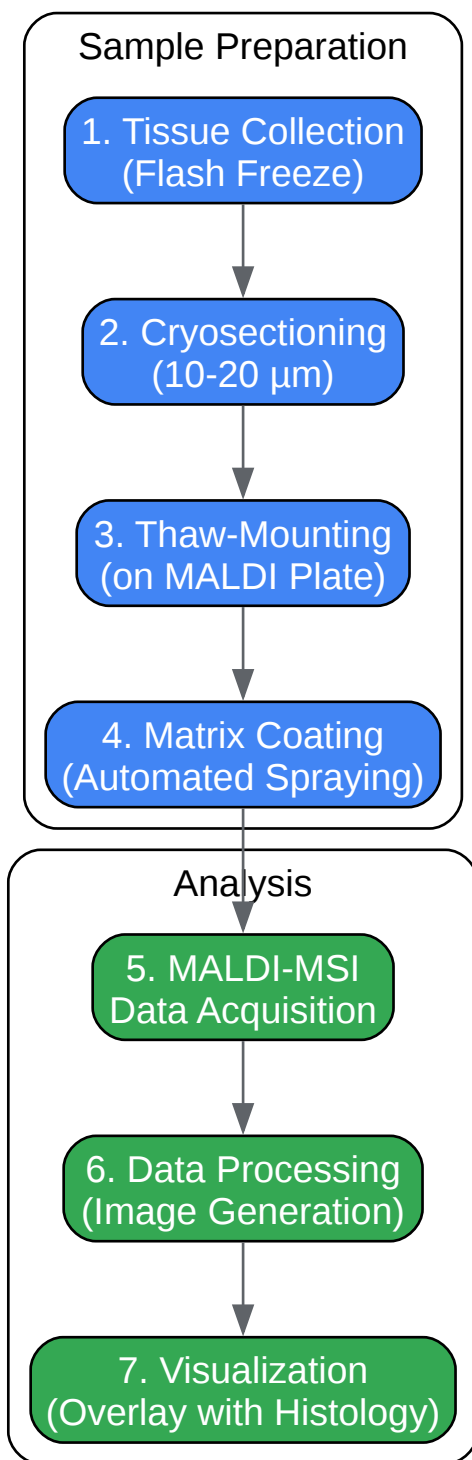 Sample Preparation
1. Tissue Collection
(Flash Freeze)
2. Cryosectioning
(10-20 µm)
3. Thaw-Mounting
(on MALDI Plate)
4. Matrix Coating
(Automated Spraying)
Analysis
5. MALDI-MSI
Data Acquisition
6. Data Processing
(Image Generation)
7. Visualization
(Overlay with Histology)